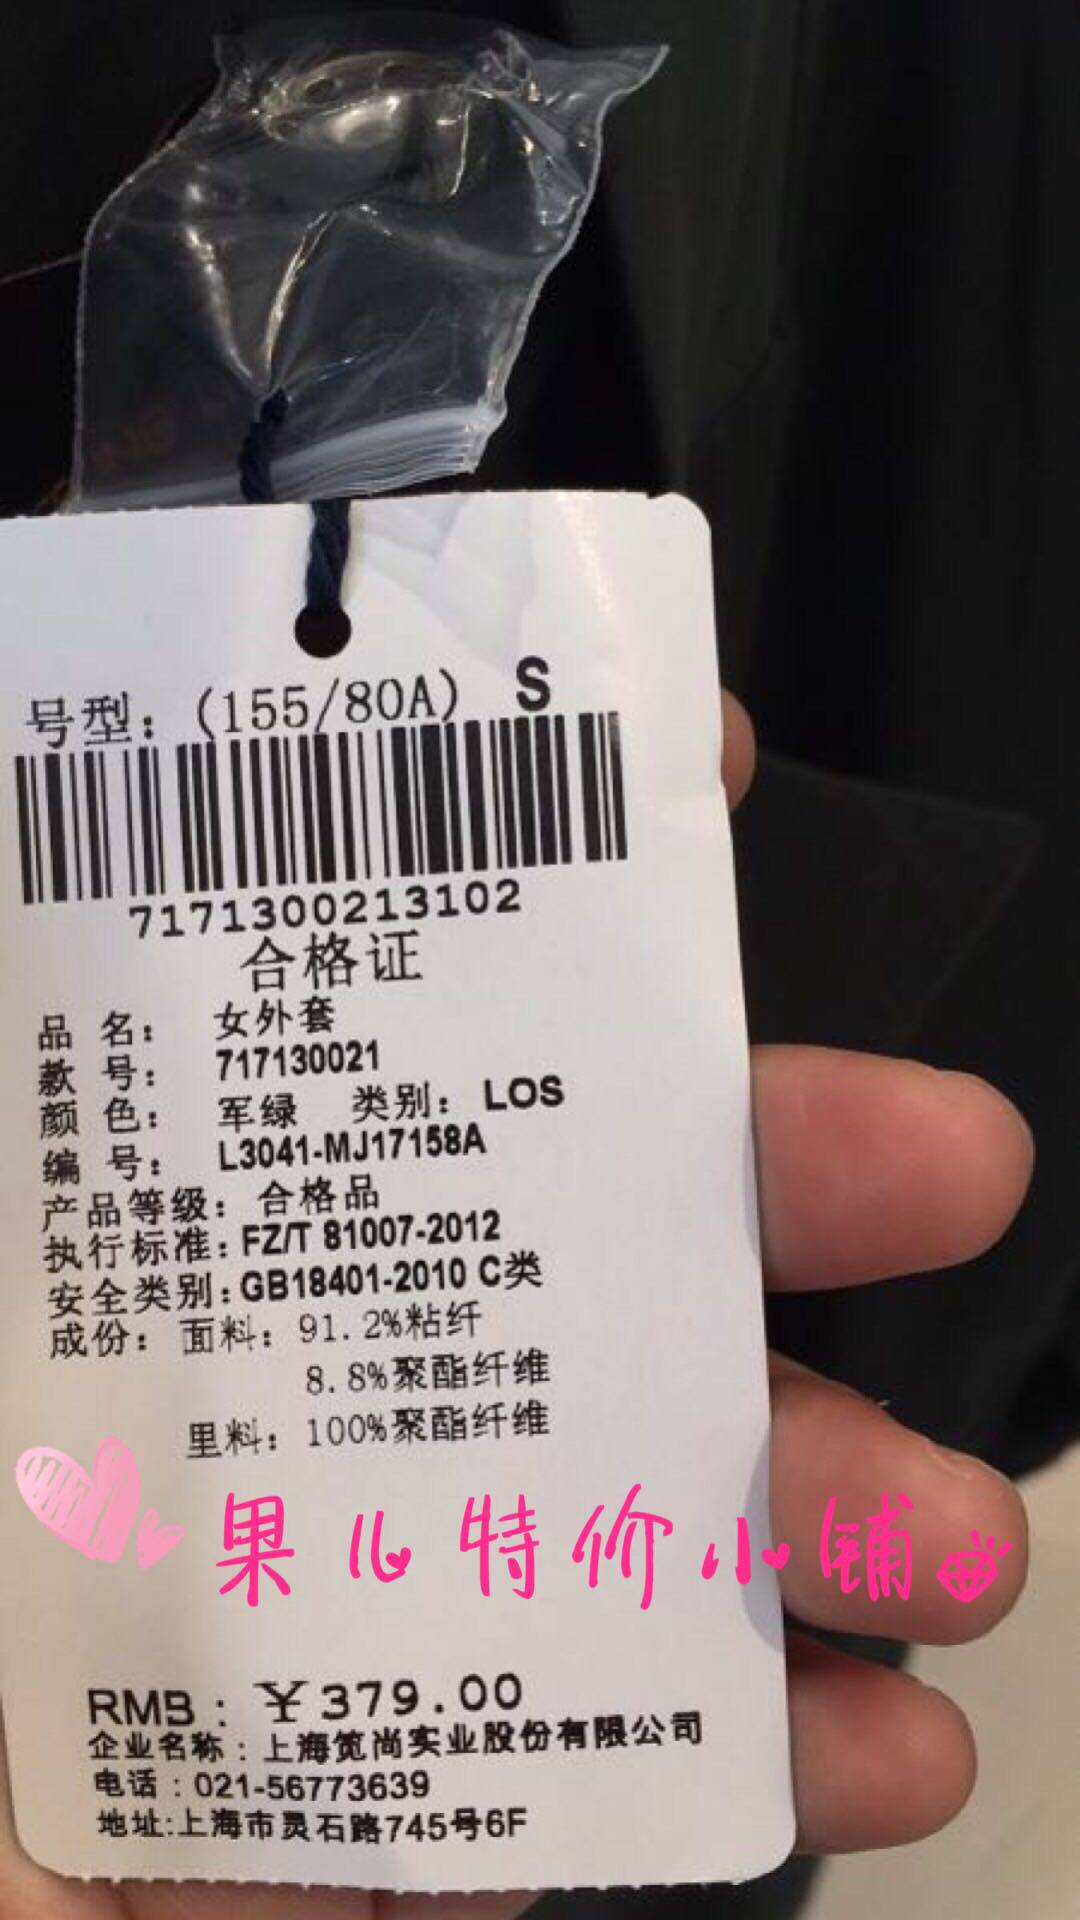 号型：(155/80A) S
7171300213102
合格证
品 名： 女外套
款 号： 717130021
颜 色： 军绿 类别： LOS
编 号： L3041-MJ17158A
产品等级： 合格品
执行标准：FZ/T 81007-2012
安全类别：GB18401-2010 C类
成份： 面料：91.2%粘纤
8.8%聚酯纤维
里料：100%聚酯纤维
果儿特价小铺
RMB：￥379.00
企业名称：上海笕尚实业股份有限公司
电话：021-56773639
地址:上海市灵石路745号6F